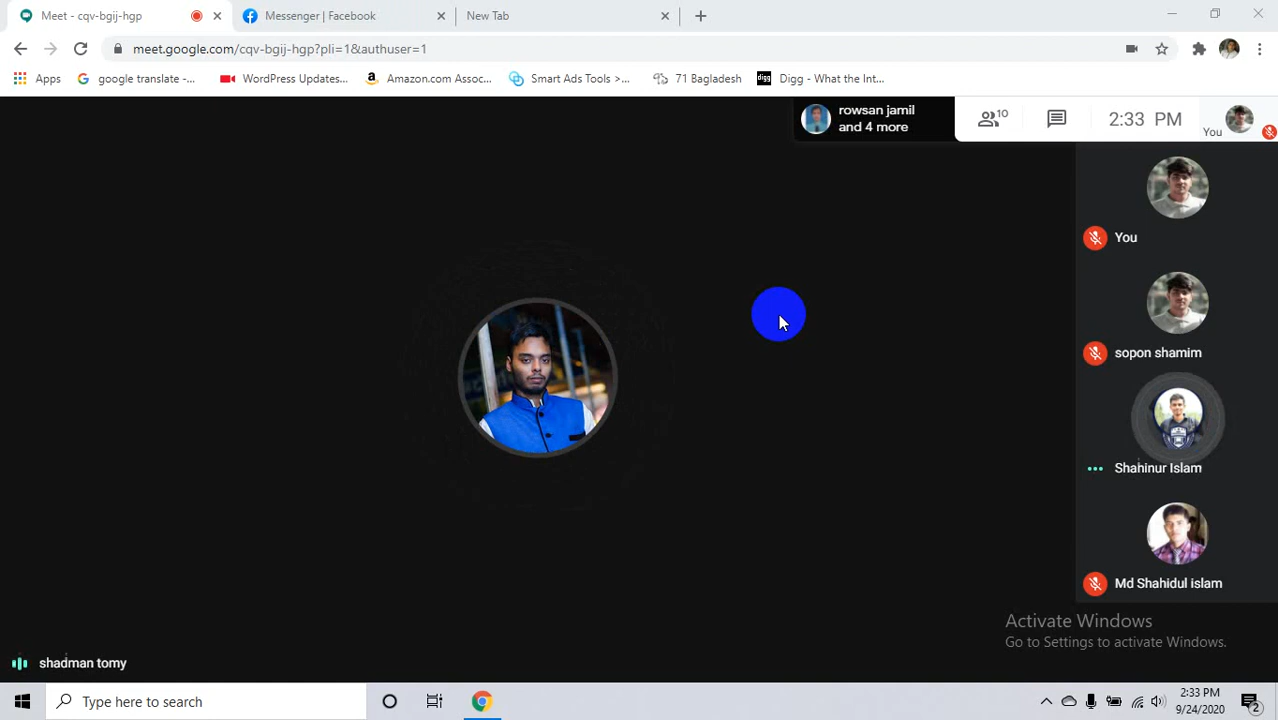 Meet - cqv-bgij-hgp
Messenger | Facebook
New Tab
meet.google.com/cqv-bgij-hgp?pli=1&authuser=1
Apps
google translate -...
WordPress Updates...
Amazon.com Assoc...
Smart Ads Tools >...
71 Bagladesh
digg
Digg - What the Int...
rowsan jamil
and 4 more
10
2:33 PM
You
You
sopon shamim
Shahinur Islam
Md Shahidul islam
Activate Windows
Go to Settings to activate Windows.
shadman tomy
Type here to search
2:33 PM
9/24/2020
2